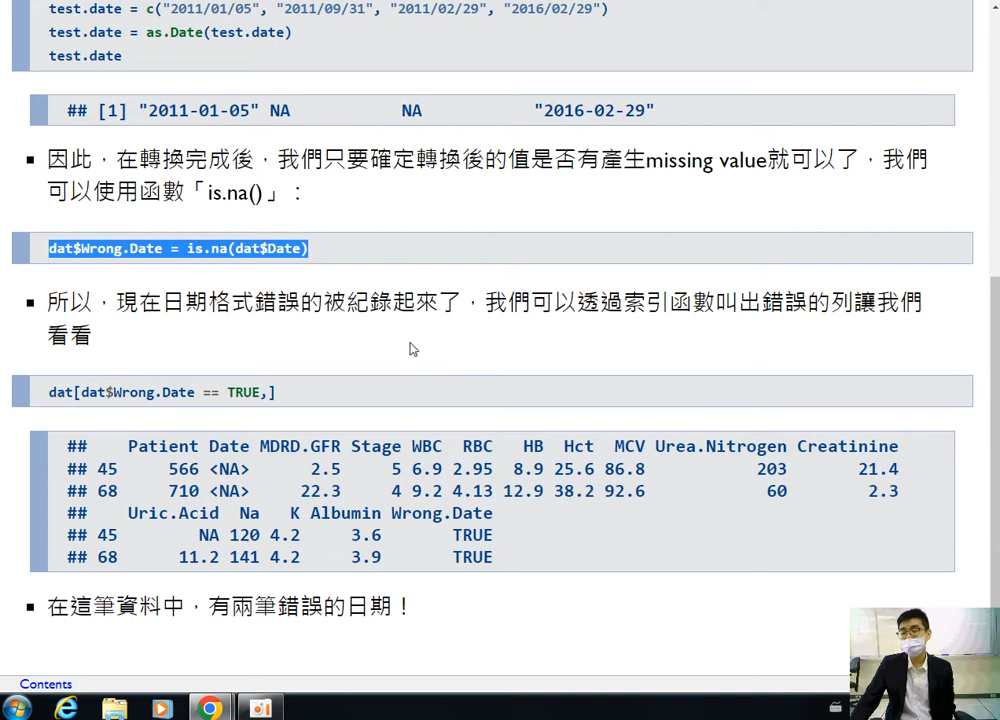 test.date = c("2011/01/05", "2011/09/31", "2011/02/29", "2016/02/29")
test.date = as.Date(test.date)
test.date
## [1] "2011-01-05" NA           NA           "2016-02-29"
▪ 因此，在轉換完成後，我們只要確定轉換後的值是否有產生missing value就可以了，我們
可以使用函數「is.na()」：
dat$Wrong.Date = is.na(dat$Date)
▪ 所以，現在日期格式錯誤的被紀錄起來了，我們可以透過索引函數叫出錯誤的列讓我們
看看
dat[dat$Wrong.Date == TRUE,]
##    Patient Date MDRD.GFR Stage WBC  RBC   HB  Hct  MCV Urea.Nitrogen Creatinine
## 45     566 <NA>      2.5     5 6.9 2.95  8.9 25.6 86.8           203       21.4
## 68     710 <NA>     22.3     4 9.2 4.13 12.9 38.2 92.6            60        2.3
##    Uric.Acid  Na   K Albumin Wrong.Date
## 45        NA 120 4.2     3.6       TRUE
## 68      11.2 141 4.2     3.9       TRUE
▪ 在這筆資料中，有兩筆錯誤的日期！
Contents